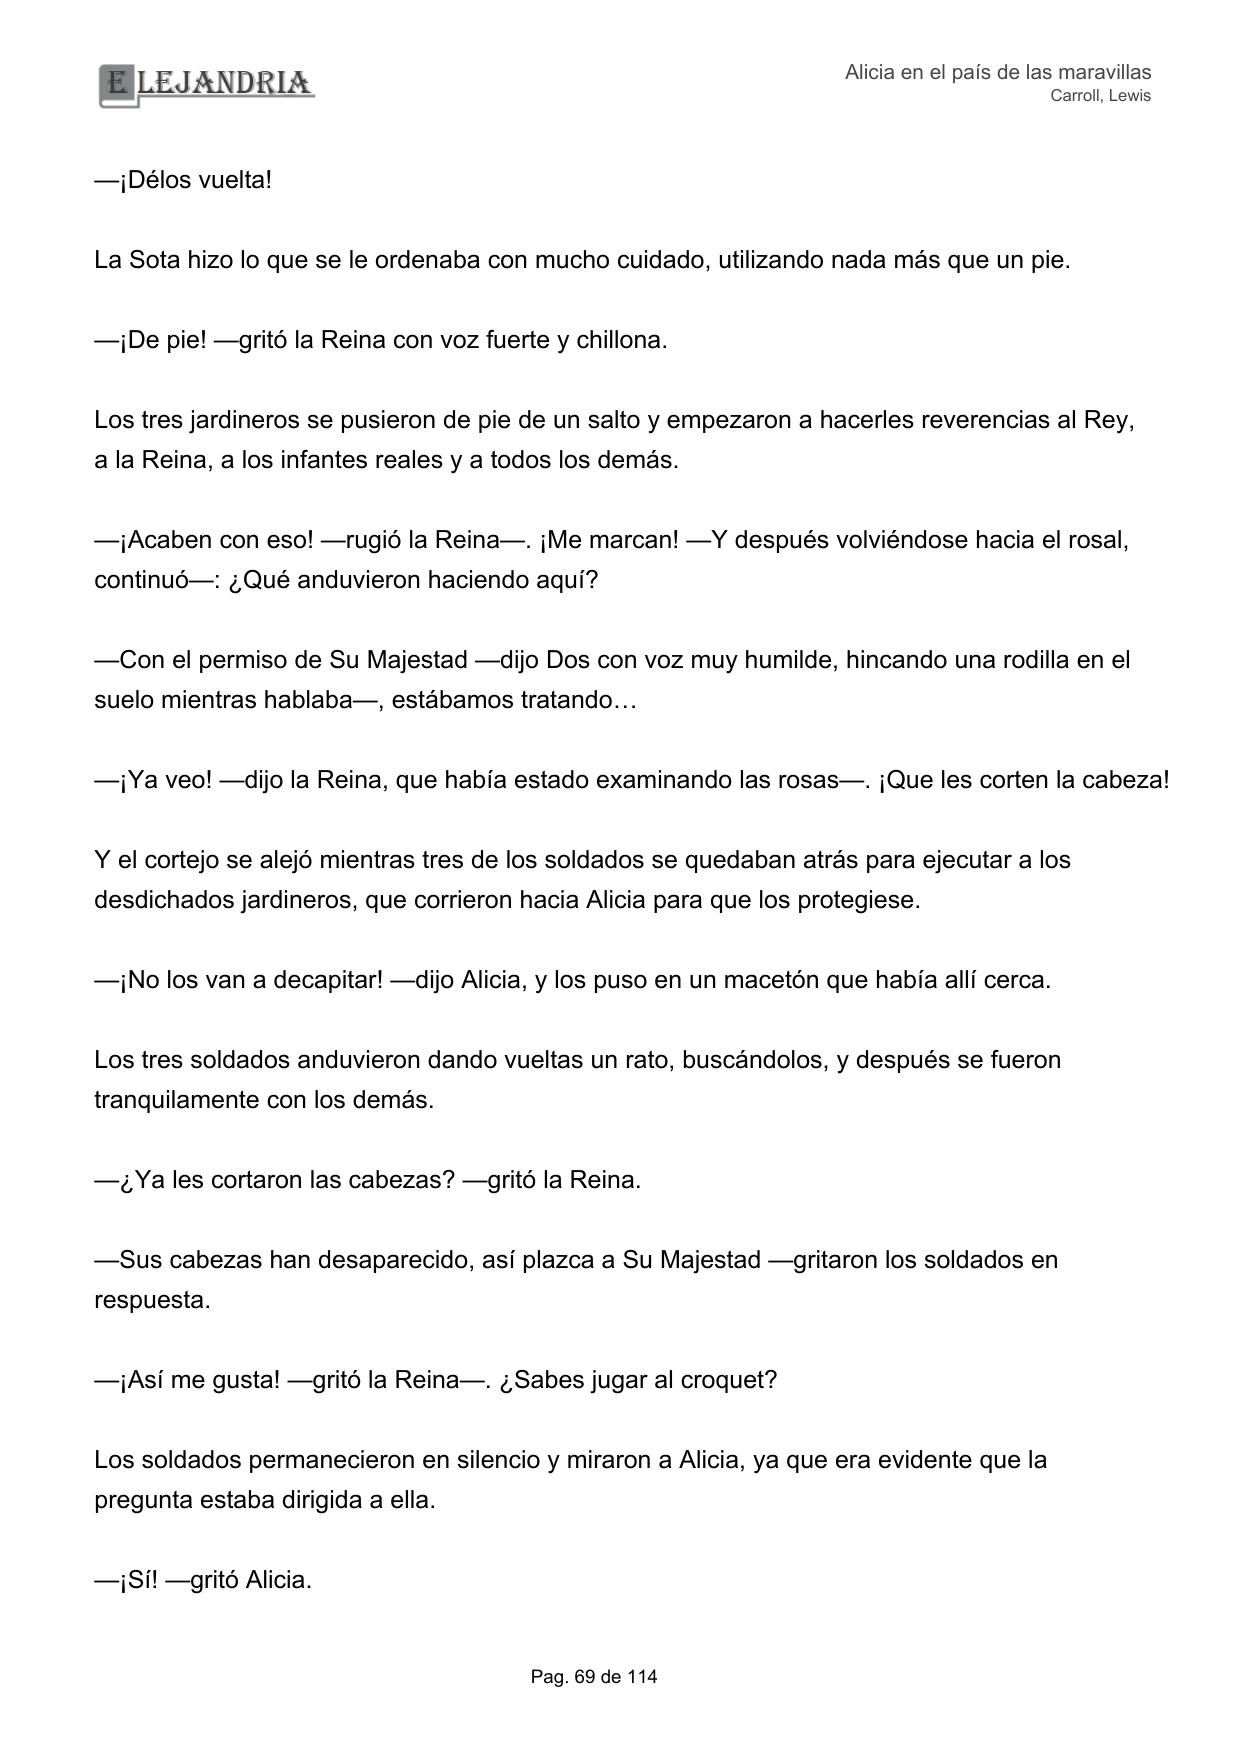 ELEJANDRIA
Alicia en el país de las maravillas
Carroll, Lewis
—¡Délos vuelta!
La Sota hizo lo que se le ordenaba con mucho cuidado, utilizando nada más que un pie.
—¡De pie! —gritó la Reina con voz fuerte y chillona.
Los tres jardineros se pusieron de pie de un salto y empezaron a hacerles reverencias al Rey,
a la Reina, a los infantes reales y a todos los demás.
—¡Acaben con eso! —rugió la Reina—. ¡Me marcan! —Y después volviéndose hacia el rosal,
continuó—: ¿Qué anduvieron haciendo aquí?
—Con el permiso de Su Majestad —dijo Dos con voz muy humilde, hincando una rodilla en el
suelo mientras hablaba—, estábamos tratando…
—¡Ya veo! —dijo la Reina, que había estado examinando las rosas—. ¡Que les corten la cabeza!
Y el cortejo se alejó mientras tres de los soldados se quedaban atrás para ejecutar a los
desdichados jardineros, que corrieron hacia Alicia para que los protegiese.
—¡No los van a decapitar! —dijo Alicia, y los puso en un macetón que había allí cerca.
Los tres soldados anduvieron dando vueltas un rato, buscándolos, y después se fueron
tranquilamente con los demás.
—¿Ya les cortaron las cabezas? —gritó la Reina.
—Sus cabezas han desaparecido, así plazca a Su Majestad —gritaron los soldados en
respuesta.
—¡Así me gusta! —gritó la Reina—. ¿Sabes jugar al croquet?
Los soldados permanecieron en silencio y miraron a Alicia, ya que era evidente que la
pregunta estaba dirigida a ella.
—¡Sí! —gritó Alicia.
Pag. 69 de 114